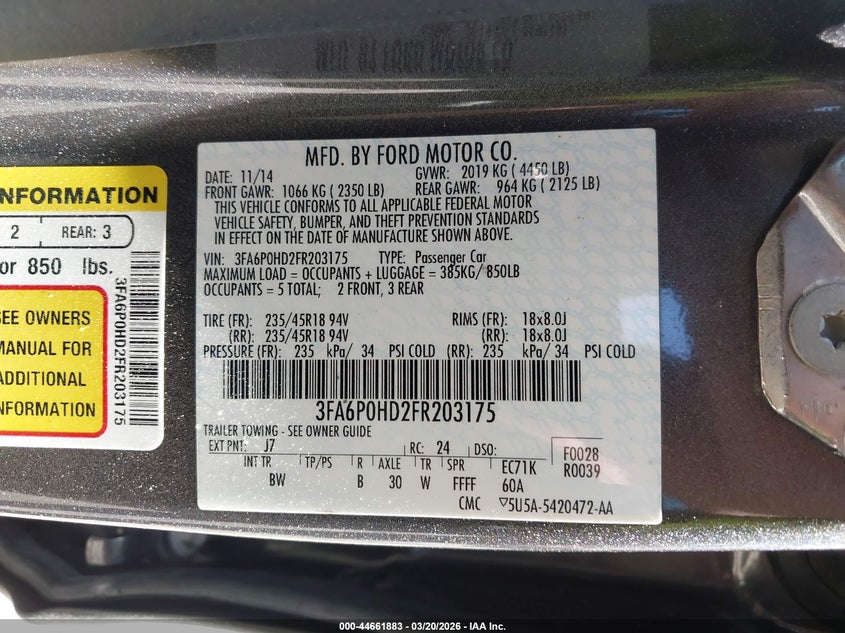 MFD. BY FORD MOTOR CO.
DATE: 11/14 GVWR: 2019 KG ( 4450 LB)
FRONT GAWR: 1066 KG ( 2350 LB) REAR GAWR: 964 KG ( 2125 LB)
THIS VEHICLE CONFORMS TO ALL APPLICABLE FEDERAL MOTOR
VEHICLE SAFETY, BUMPER, AND THEFT PREVENTION STANDARDS
IN EFFECT ON THE DATE OF MANUFACTURE SHOWN ABOVE.
VIN: 3FA6P0HD2FR203175 TYPE: Passenger Car
MAXIMUM LOAD = OCCUPANTS + LUGGAGE = 385KG/ 850LB
OCCUPANTS = 5 TOTAL; 2 FRONT, 3 REAR
TIRE (FR): 235/45R18 94V RIMS (FR): 18x8.0J
(RR): 235/45R18 94V (RR): 18x8.0J
PRESSURE (FR): 235 kPa/ 34 PSI COLD (RR): 235 kPa/ 34 PSI COLD
3FA6P0HD2FR203175
TRAILER TOWING - SEE OWNER GUIDE
EXT PNT: J7 RC: 24 DSO: F0028
R0039
INT TR TP/PS R AXLE TR SPR EC71K
BW B 30 W FFFF 60A
CMC ▽5U5A-5420472-AA
NFORMATION
2 REAR: 3
or 850 lbs.
SEE OWNERS
MANUAL FOR
ADDITIONAL
INFORMATION
3FA6P0HD2FR203175
000-44661883 / 03/20/2026 - IAA Inc.